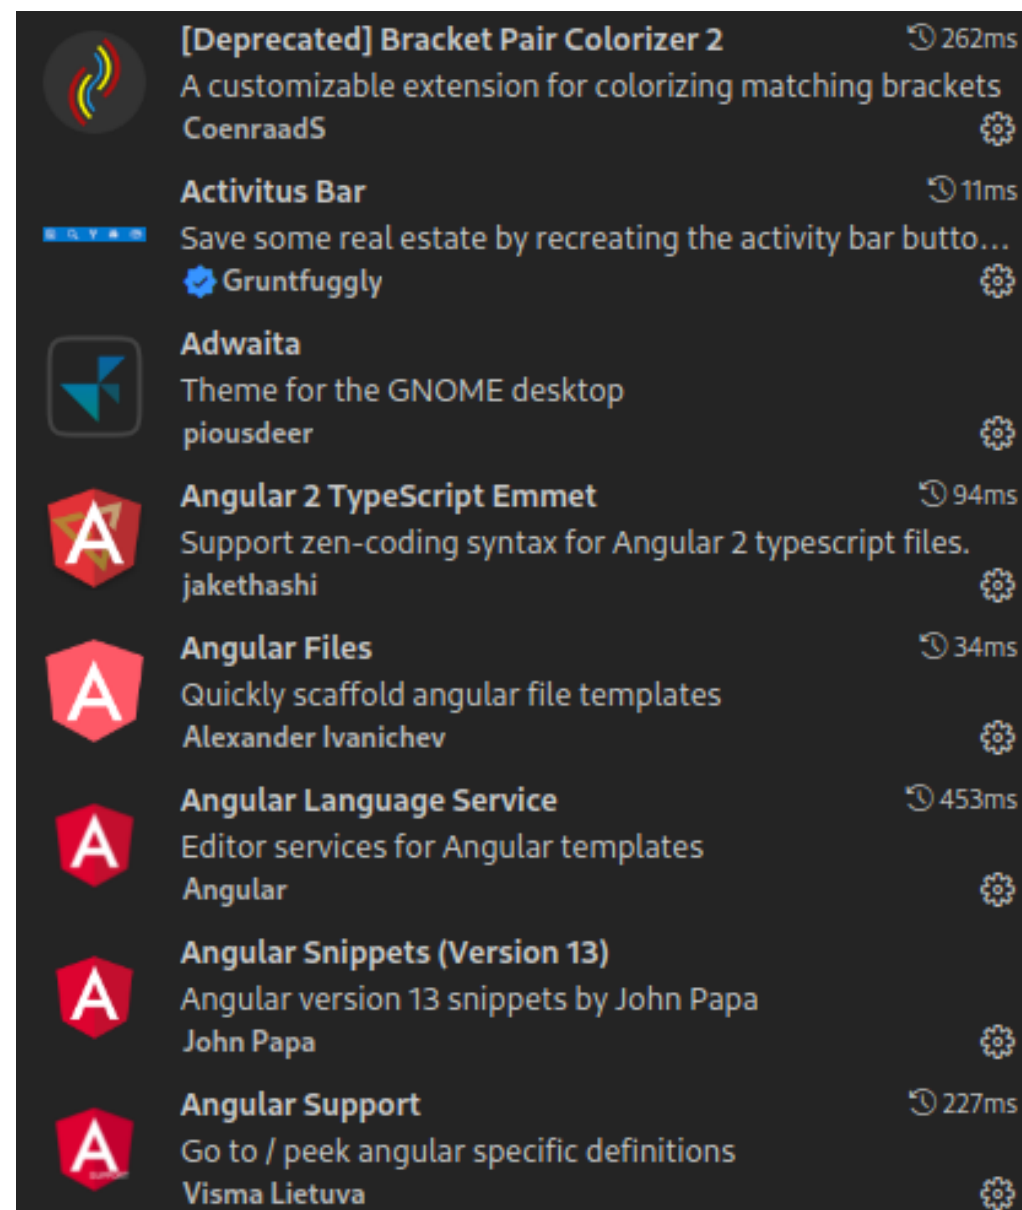 [Deprecated] Bracket Pair Colorizer 2 262ms
A customizable extension for colorizing matching brackets
CoenraadS
Activitus Bar 11ms
Save some real estate by recreating the activity bar butto...
Gruntfuggly
Adwaita
Theme for the GNOME desktop
piousdeer
Angular 2 TypeScript Emmet 94ms
Support zen-coding syntax for Angular 2 typescript files.
jakethashi
Angular Files 34ms
Quickly scaffold angular file templates
Alexander Ivanichev
Angular Language Service 453ms
Editor services for Angular templates
Angular
Angular Snippets (Version 13)
Angular version 13 snippets by John Papa
John Papa
Angular Support 227ms
Go to / peek angular specific definitions
Visma Lietuva